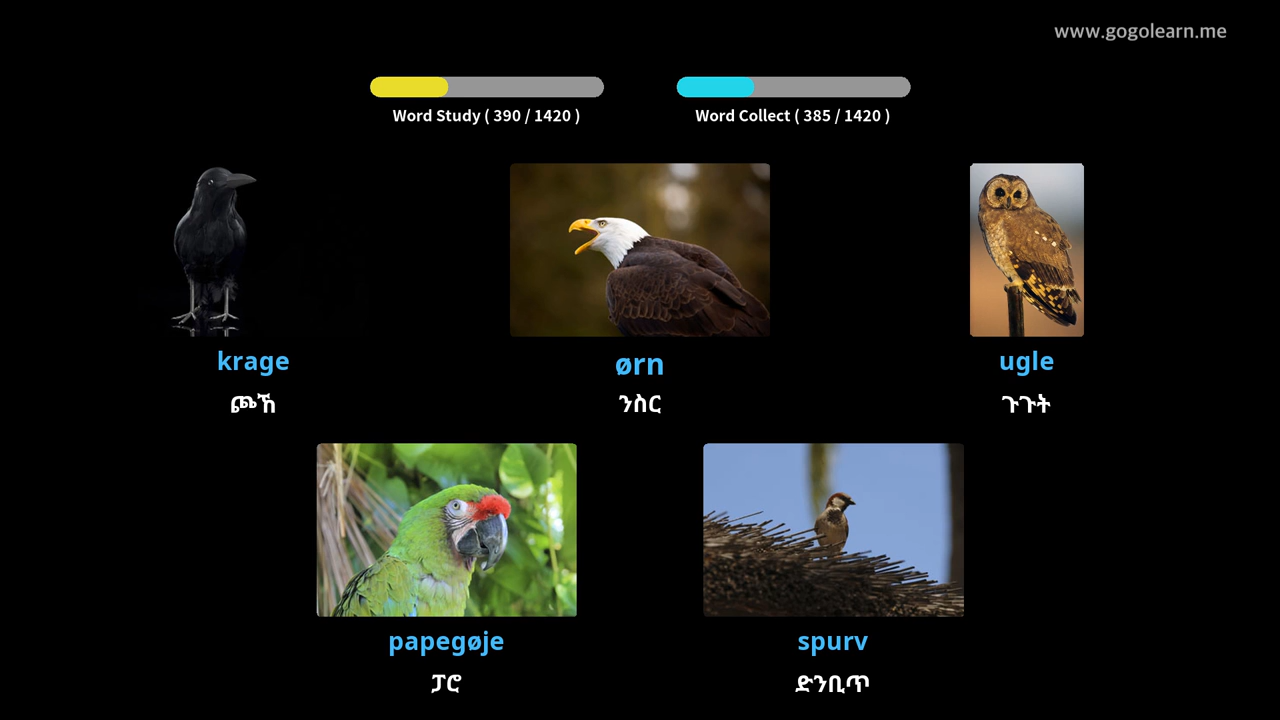 www.gogolearn.me
Word Study ( 390 / 1420 )
Word Collect ( 385 / 1420 )
krage
ørn
ugle
ጮኸ
ንስር
ጉጉት
papegøje
spurv
ፓሮ
ድንቢጥ